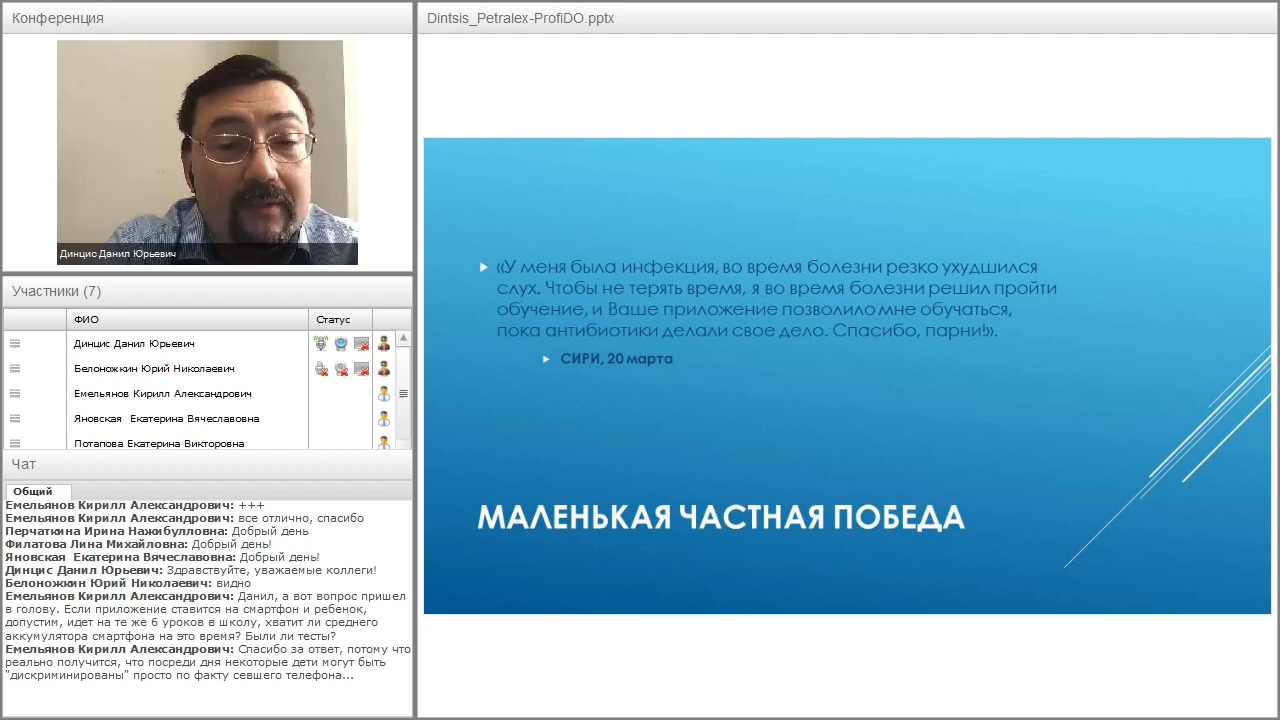 Конференция
Динцис Данил Юрьевич
Участники (7)
ФИО Статус
Динцис Данил Юрьевич
Белоножкин Юрий Николаевич
Емельянов Кирилл Александрович
Яновская Екатерина Вячеславовна
Потапова Екатерина Викторовна
Чат
Общий
Емельянов Кирилл Александрович: +++
Емельянов Кирилл Александрович: все отлично, спасибо
Перчаткина Ирина Нажибулловна: Добрый день
Филатова Лина Михайловна: Добрый день!
Яновская Екатерина Вячеславовна: Добрый день!
Динцис Данил Юрьевич: Здравствуйте, уважаемые коллеги!
Белоножкин Юрий Николаевич: видно
Емельянов Кирилл Александрович: Данил, а вот вопрос пришел
в голову. Если приложение ставится на смартфон и ребенок,
допустим, идет на те же 6 уроков в школу, хватит ли среднего
аккумулятора смартфона на это время? Были ли тесты?
Емельянов Кирилл Александрович: Спасибо за ответ, потому что
реально получится, что посреди дня некоторые дети могут быть
"дискриминированы" просто по факту севшего телефона...
Dintsis_Petralex-ProfiDO.pptx
«У меня была инфекция, во время болезни резко ухудшился
слух. Чтобы не терять время, я во время болезни решил пройти
обучение, и Ваше приложение позволило мне обучаться,
пока антибиотики делали свое дело. Спасибо, парни!».
СИРИ, 20 марта
МАЛЕНЬКАЯ ЧАСТНАЯ ПОБЕДА